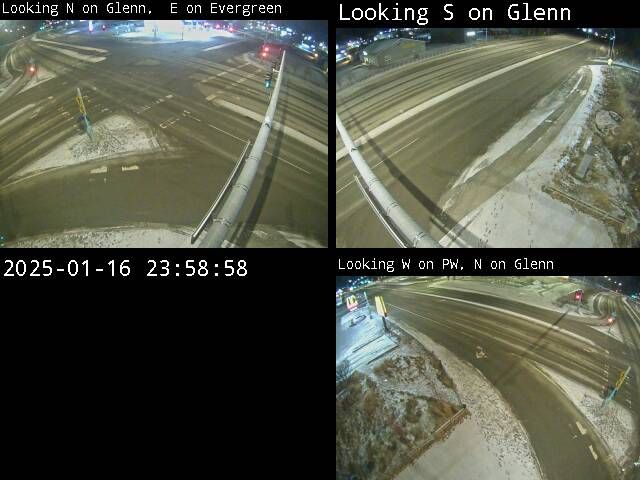 Looking N on Glenn,  E on Evergreen
Looking S on Glenn
2025-01-16 23:58:58
Looking W on PW, N on Glenn